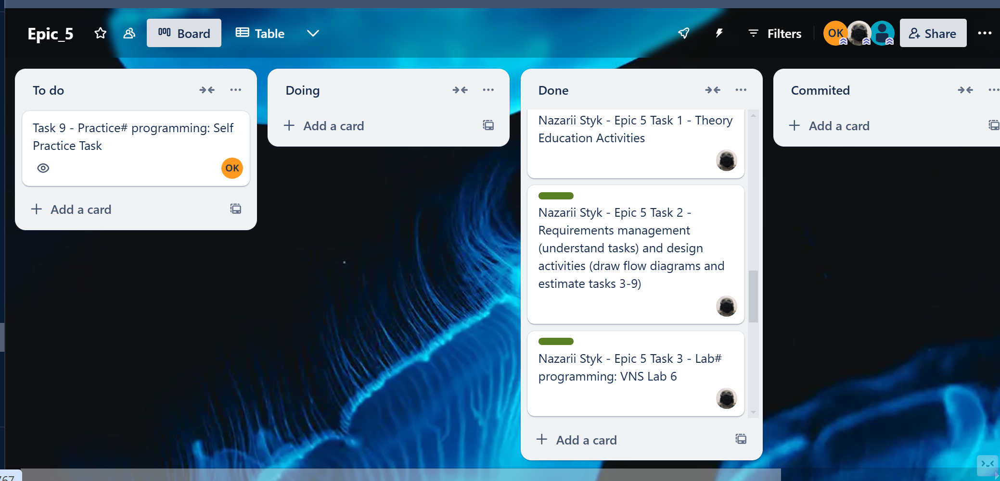 Epic_5
Board
Table
Filters
OK
Share
To do
Task 9 - Practice# programming: Self
Practice Task
OK
Add a card
Doing
Add a card
Done
Nazarii Styk - Epic 5 Task 1 - Theory
Education Activities
Nazarii Styk - Epic 5 Task 2 -
Requirements management
(understand tasks) and design
activities (draw flow diagrams and
estimate tasks 3-9)
Nazarii Styk - Epic 5 Task 3 - Lab#
programming: VNS Lab 6
Add a card
Commited
Add a card